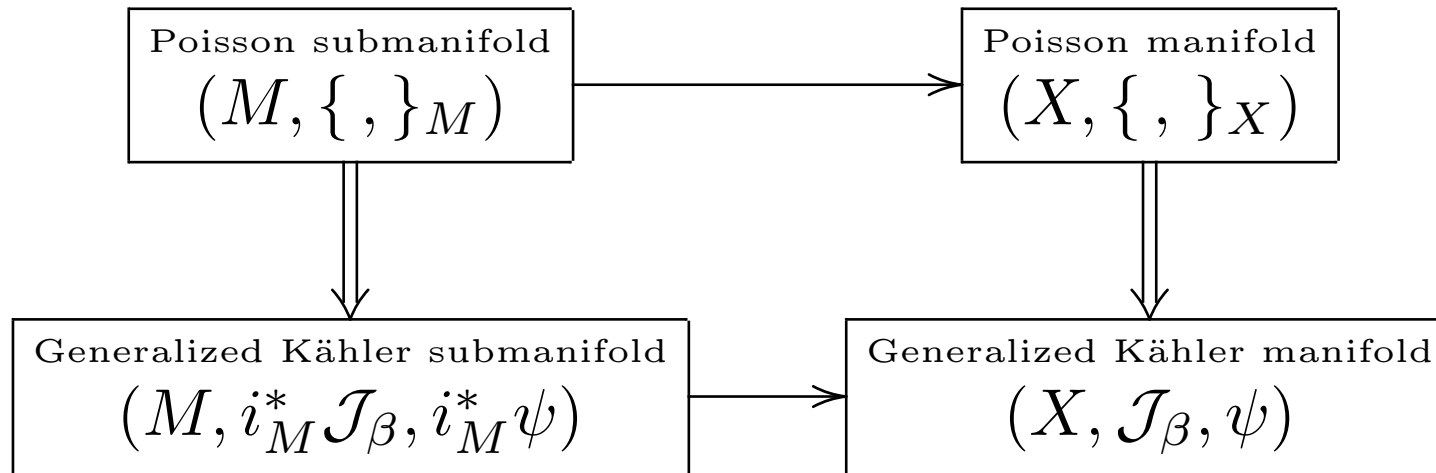 Poisson submanifold
(M, { , }_M)
Poisson manifold
(X, { , }_X)
Generalized Kähler submanifold
(M, i_M^* 𝒥_β, i_M^* ψ)
Generalized Kähler manifold
(X, 𝒥_β, ψ)